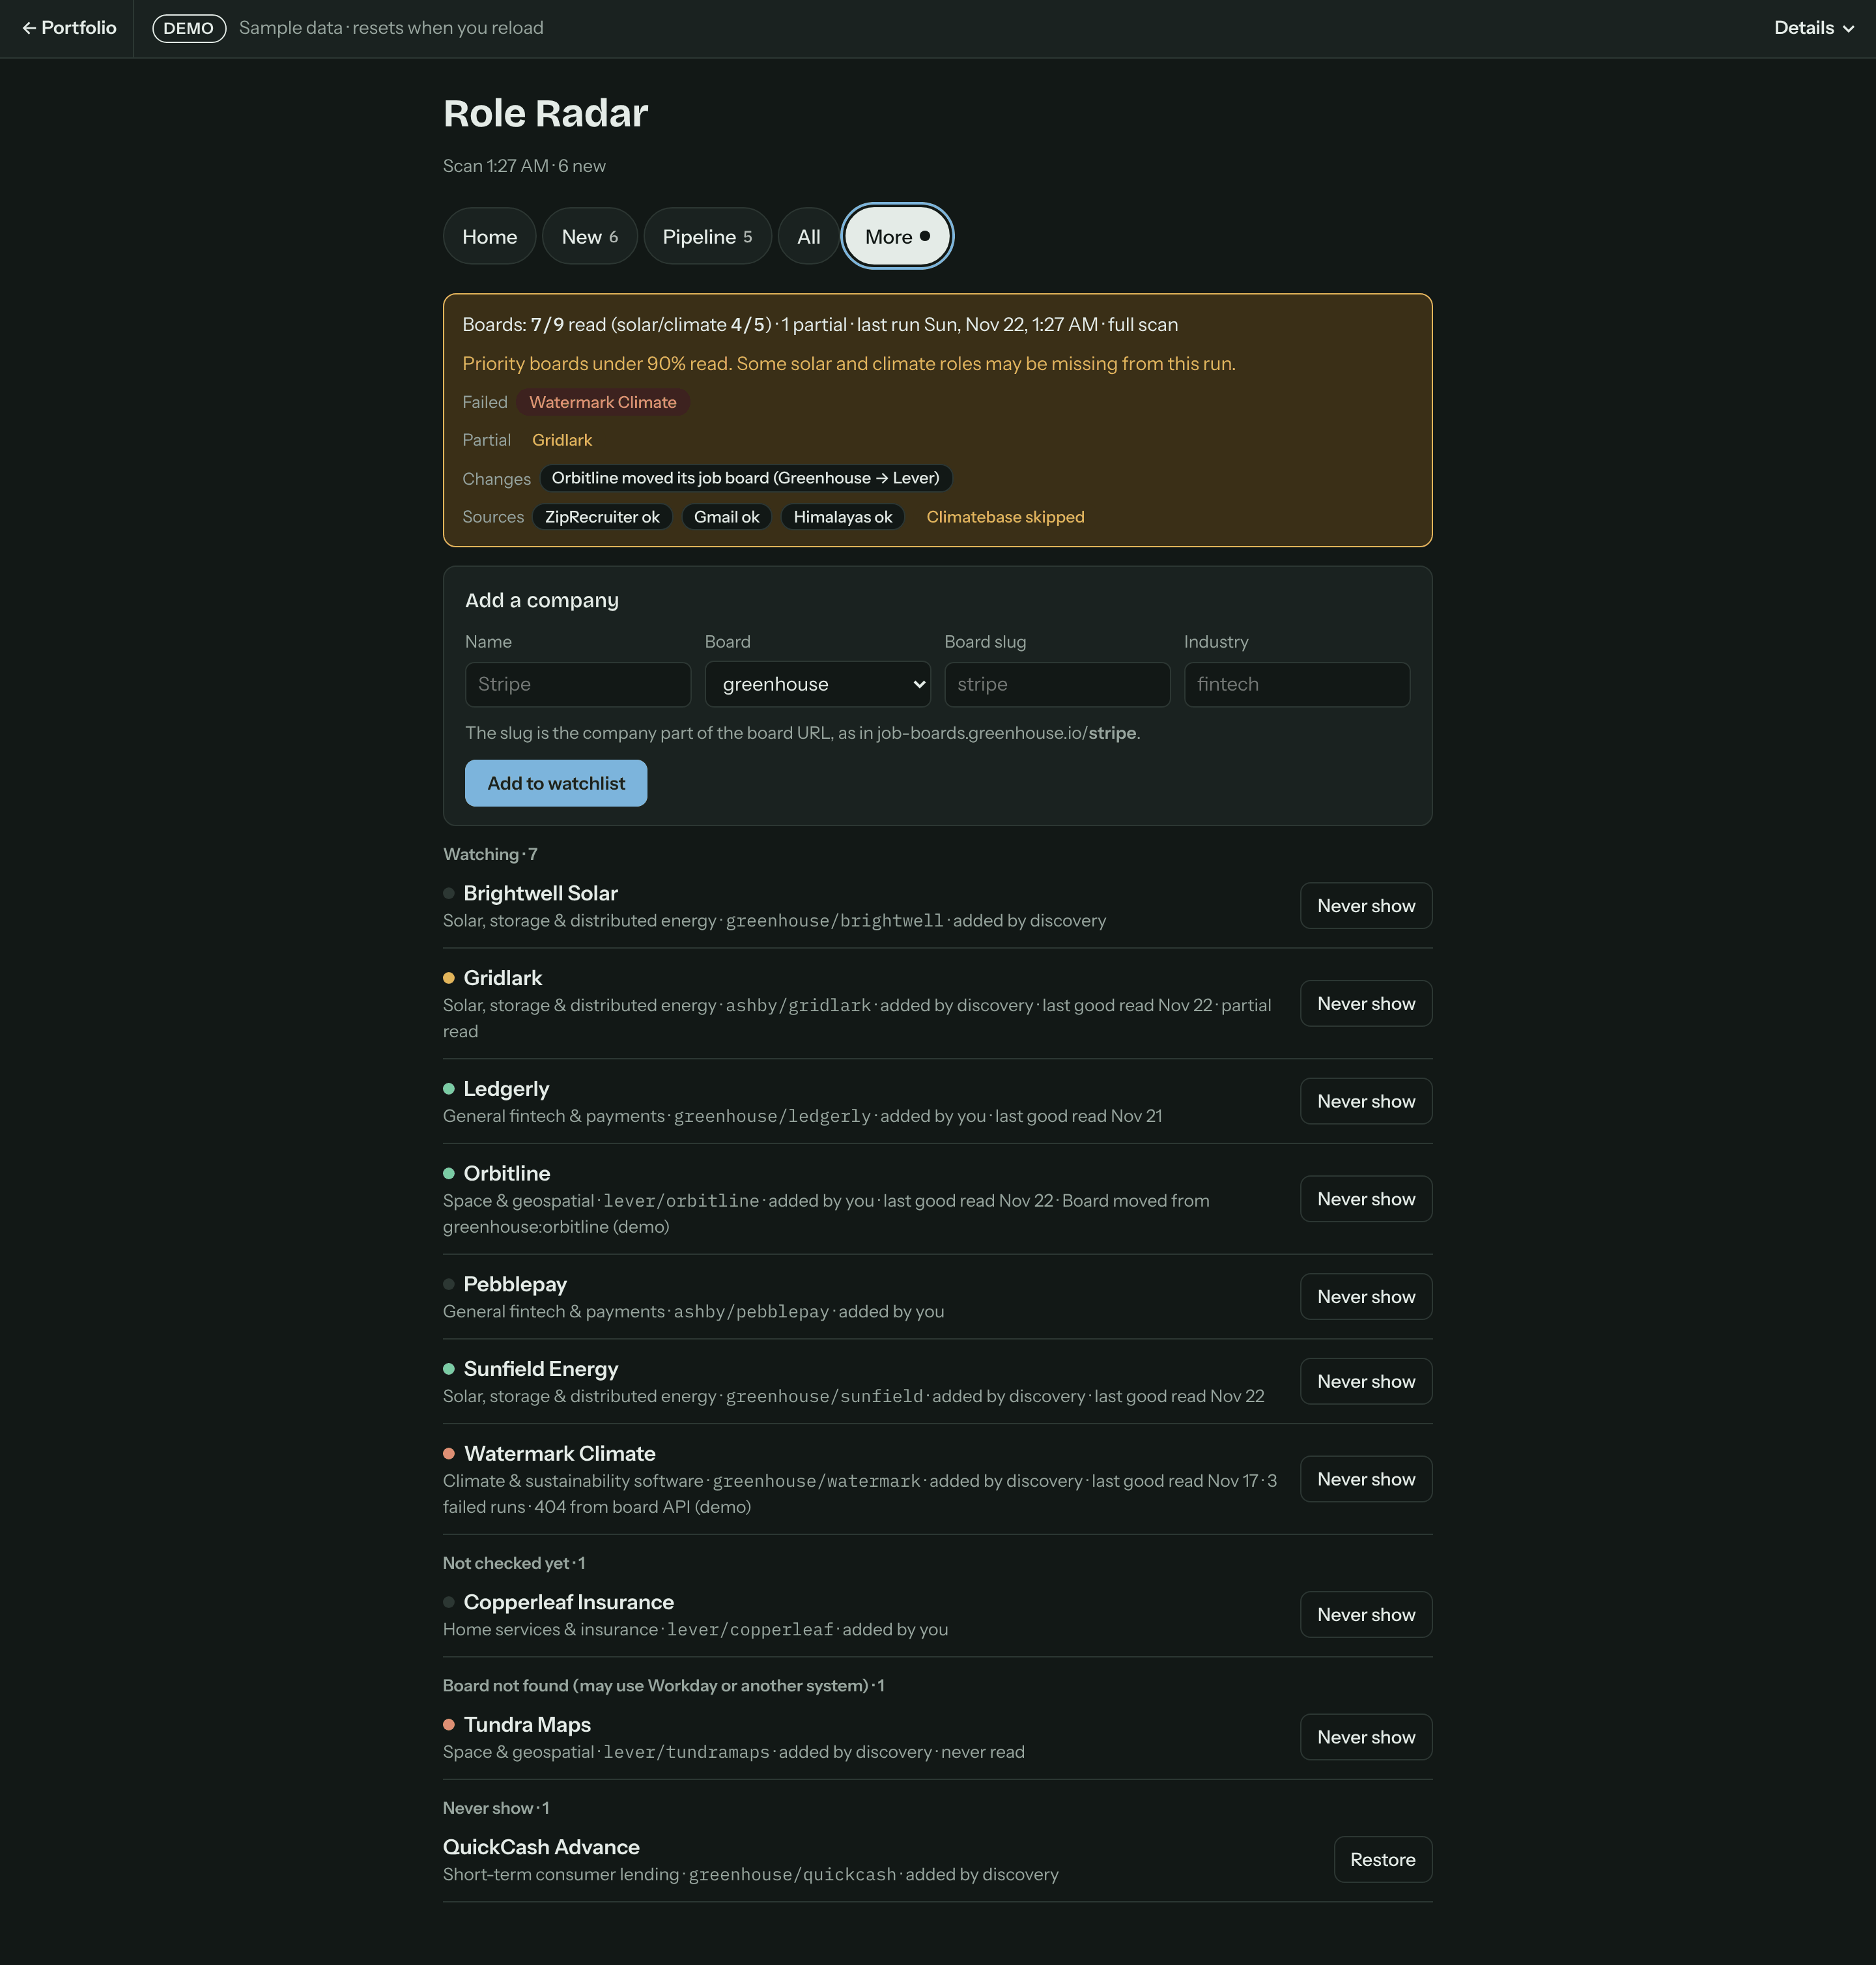 ← Portfolio
DEMO
Sample data · resets when you reload
Details
Role Radar
Scan 1:27 AM · 6 new
Home
New 6
Pipeline 5
All
More
Boards: 7/9 read (solar/climate 4/5) · 1 partial · last run Sun, Nov 22, 1:27 AM · full scan
Priority boards under 90% read. Some solar and climate roles may be missing from this run.
Failed Watermark Climate
Partial Gridlark
Changes Orbitline moved its job board (Greenhouse → Lever)
Sources ZipRecruiter ok Gmail ok Himalayas ok Climatebase skipped
Add a company
Name Board Board slug Industry
Stripe greenhouse stripe fintech
The slug is the company part of the board URL, as in job-boards.greenhouse.io/stripe.
Add to watchlist
Watching · 7
Brightwell Solar
Solar, storage & distributed energy · greenhouse/brightwell · added by discovery
Never show
Gridlark
Solar, storage & distributed energy · ashby/gridlark · added by discovery · last good read Nov 22 · partial
read
Never show
Ledgerly
General fintech & payments · greenhouse/ledgerly · added by you · last good read Nov 21
Never show
Orbitline
Space & geospatial · lever/orbitline · added by you · last good read Nov 22 · Board moved from
greenhouse:orbitline (demo)
Never show
Pebblepay
General fintech & payments · ashby/pebblepay · added by you
Never show
Sunfield Energy
Solar, storage & distributed energy · greenhouse/sunfield · added by discovery · last good read Nov 22
Never show
Watermark Climate
Climate & sustainability software · greenhouse/watermark · added by discovery · last good read Nov 17 · 3
failed runs · 404 from board API (demo)
Never show
Not checked yet · 1
Copperleaf Insurance
Home services & insurance · lever/copperleaf · added by you
Never show
Board not found (may use Workday or another system) · 1
Tundra Maps
Space & geospatial · lever/tundramaps · added by discovery · never read
Never show
Never show · 1
QuickCash Advance
Short-term consumer lending · greenhouse/quickcash · added by discovery
Restore